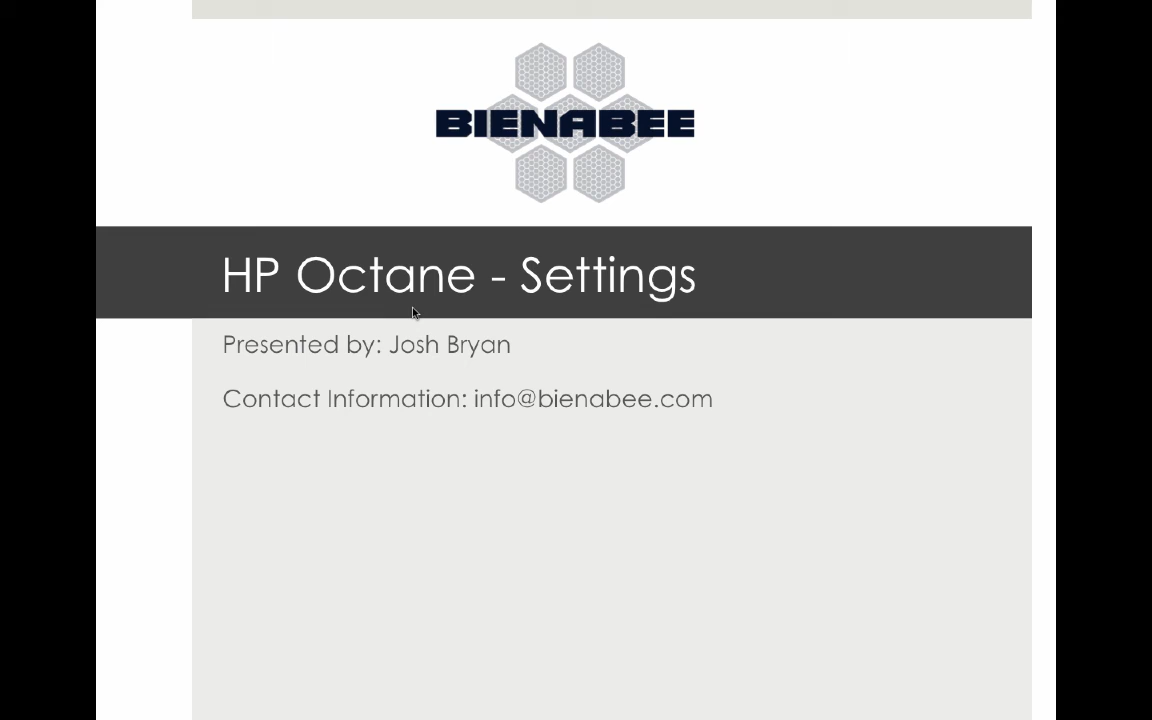 BIENABEE
HP Octane - Settings
Presented by: Josh Bryan
Contact Information: info@bienabee.com